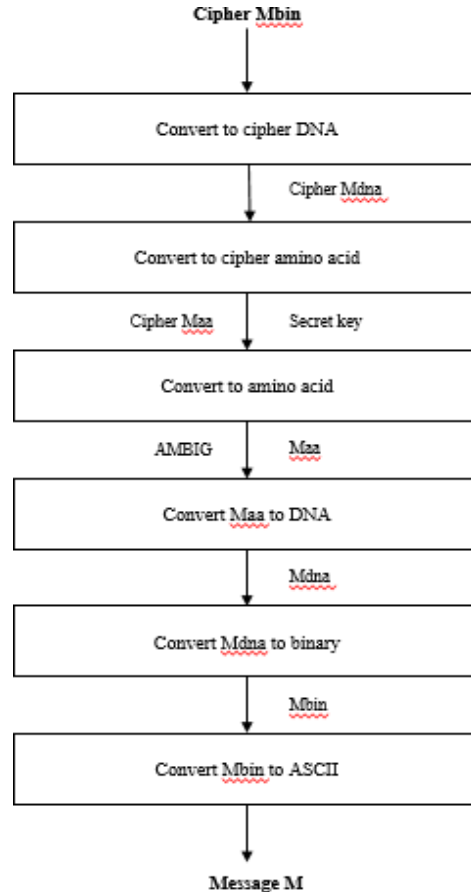 Cipher Mbin
Convert to cipher DNA
Cipher Mdna
Convert to cipher amino acid
Cipher Maa Secret key
Convert to amino acid
AMBIG Maa
Convert Maa to DNA
Mdna
Convert Mdna to binary
Mbin
Convert Mbin to ASCII
Message M